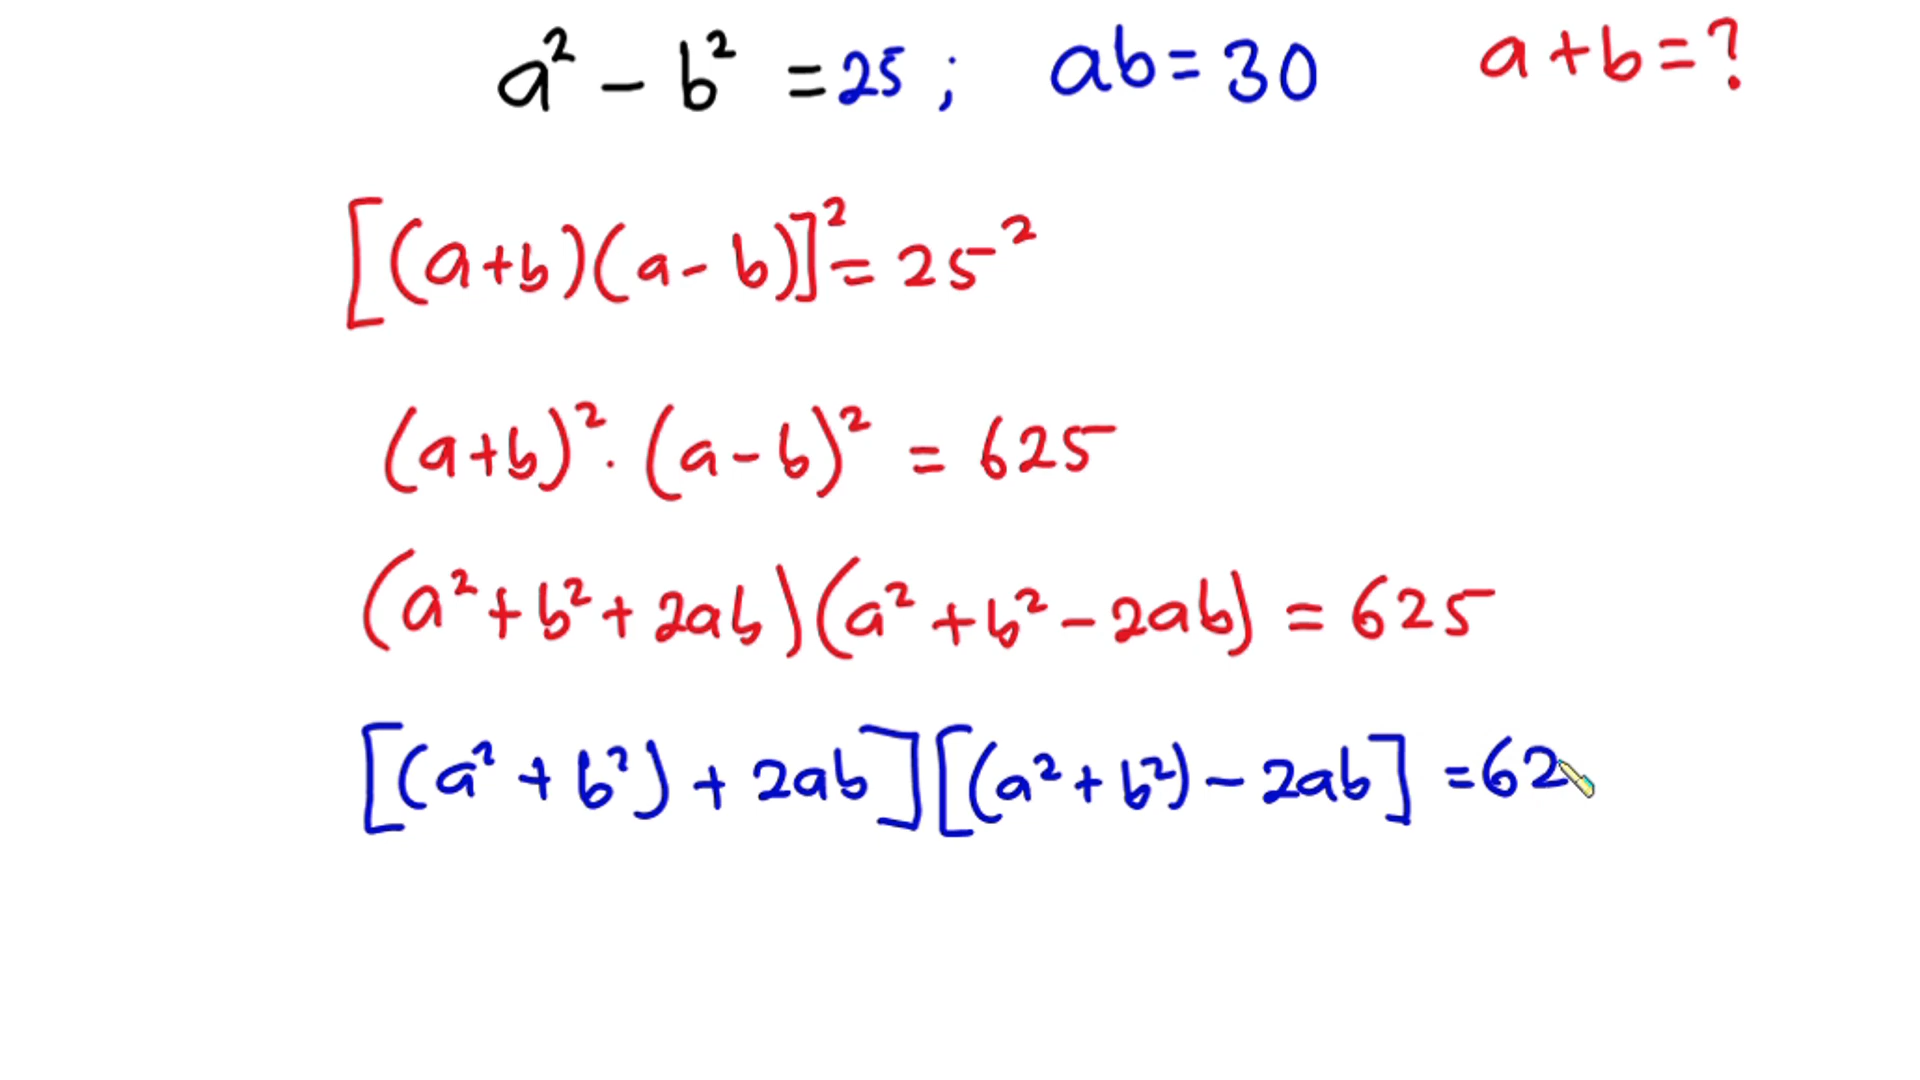 a² - b² = 25 ; ab = 30 a + b = ?
[(a+b)(a-b)]² = 25²
(a+b)² · (a-b)² = 625
(a² + b² + 2ab)(a² + b² - 2ab) = 625
[(a² + b²) + 2ab][(a² + b²) - 2ab] = 62